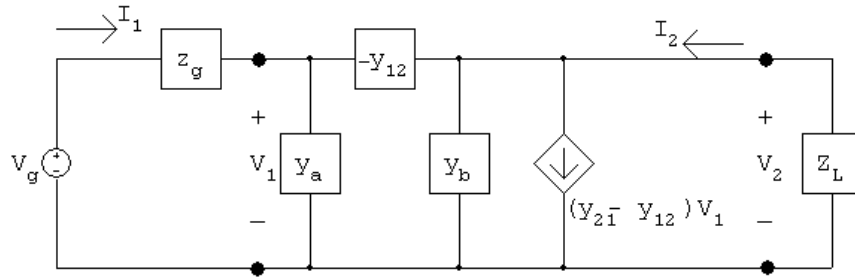 I1
I2
zg
-y12
+
+
Vg
+
-
V1
ya
yb
V2
ZL
(y21- y12)V1
-
-